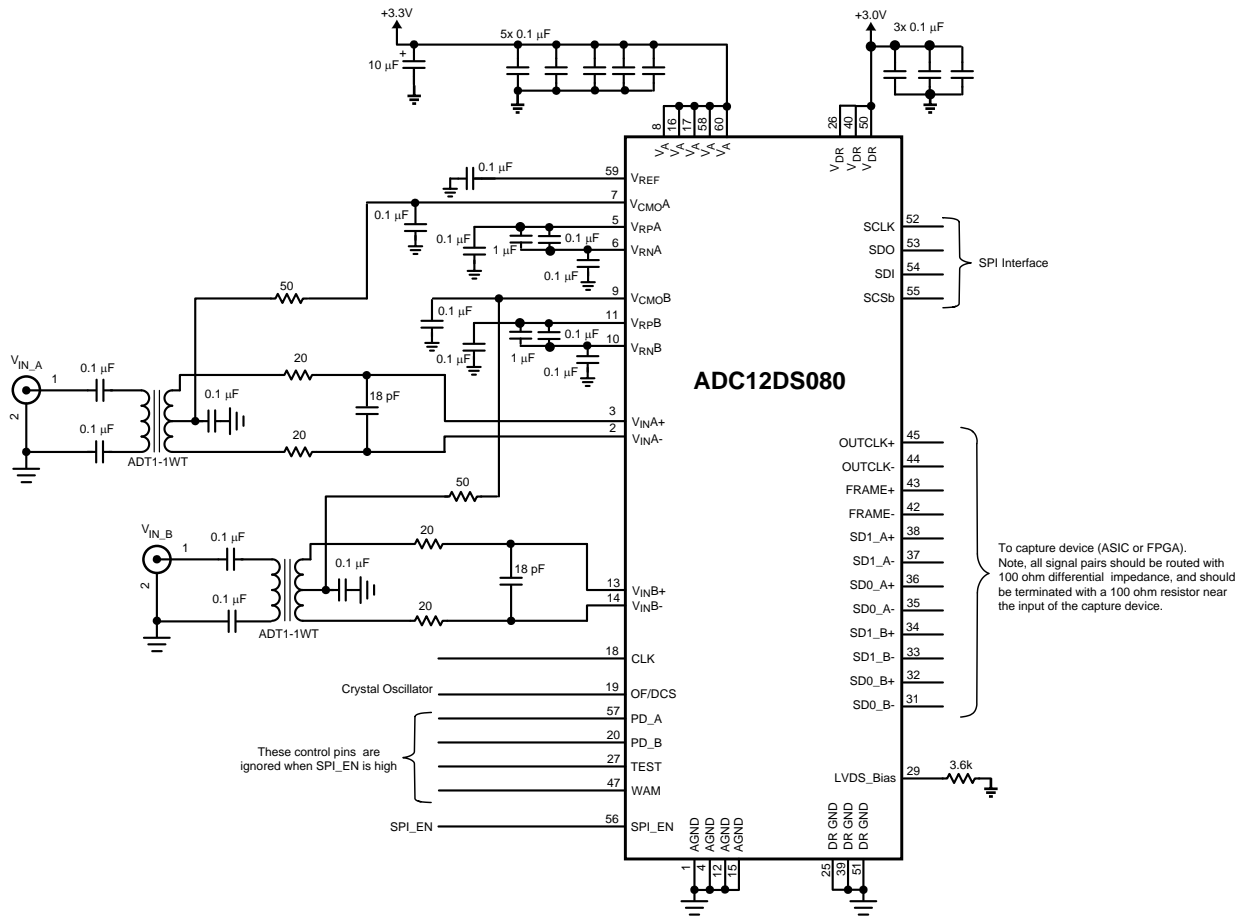 +3.3V
10 µF
+
5x 0.1 µF
+3.0V
3x 0.1 µF
8
16
17
58
60
VA
VA
VA
VA
VA
26
40
50
VDR
VDR
VDR
0.1 µF
59
VREF
7
VCMOA
0.1 µF
5
VRPA
0.1 µF
1 µF
0.1 µF
6
VRNA
0.1 µF
50
9
VCMOB
0.1 µF
11
VRPB
0.1 µF
1 µF
0.1 µF
10
VRNB
0.1 µF
ADC12DS080
SCLK
52
SDO
53
SDI
54
SCSb
55
SPI Interface
VIN_A
1
2
0.1 µF
0.1 µF
ADT1-1WT
0.1 µF
20
20
18 pF
3
VINA+
2
VINA-
50
VIN_B
1
2
0.1 µF
0.1 µF
ADT1-1WT
0.1 µF
20
20
18 pF
13
VINB+
14
VINB-
OUTCLK+
45
OUTCLK-
44
FRAME+
43
FRAME-
42
SD1_A+
38
SD1_A-
37
SD0_A+
36
SD0_A-
35
SD1_B+
34
SD1_B-
33
SD0_B+
32
SD0_B-
31
To capture device (ASIC or FPGA).
Note, all signal pairs should be routed with
100 ohm differential impedance, and should
be terminated with a 100 ohm resistor near
the input of the capture device.
18
CLK
Crystal Oscillator
19
OF/DCS
57
PD_A
20
PD_B
27
TEST
47
WAM
These control pins are
ignored when SPI_EN is high
SPI_EN
56
SPI_EN
LVDS_Bias
29
3.6k
AGND
AGND
AGND
AGND
1
4
12
15
DR GND
DR GND
DR GND
25
39
51